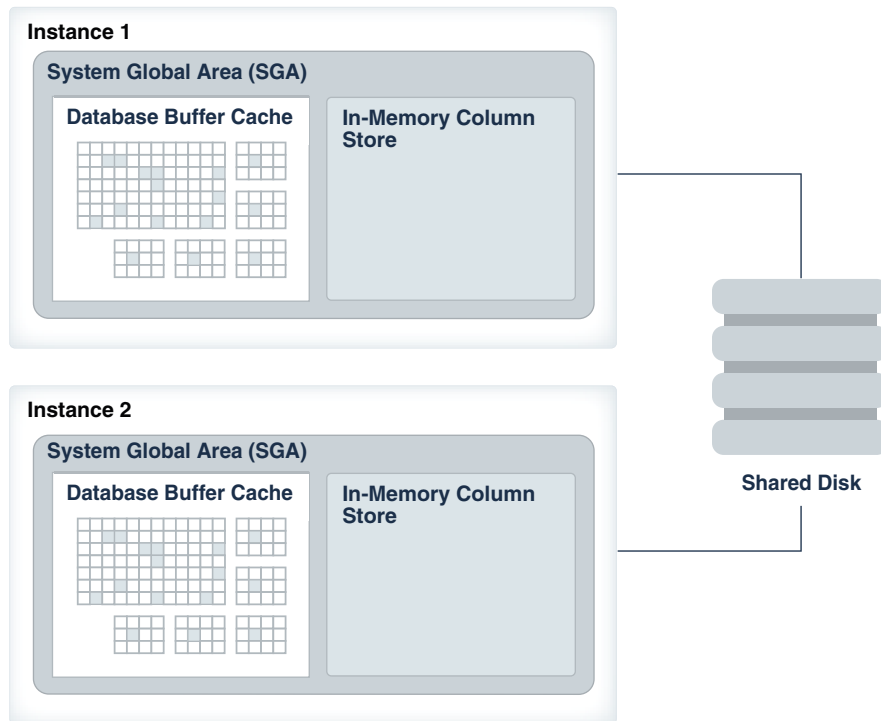 Instance 1
System Global Area (SGA)
Database Buffer Cache
In-Memory Column
Store
Instance 2
System Global Area (SGA)
Database Buffer Cache
In-Memory Column
Store
Shared Disk